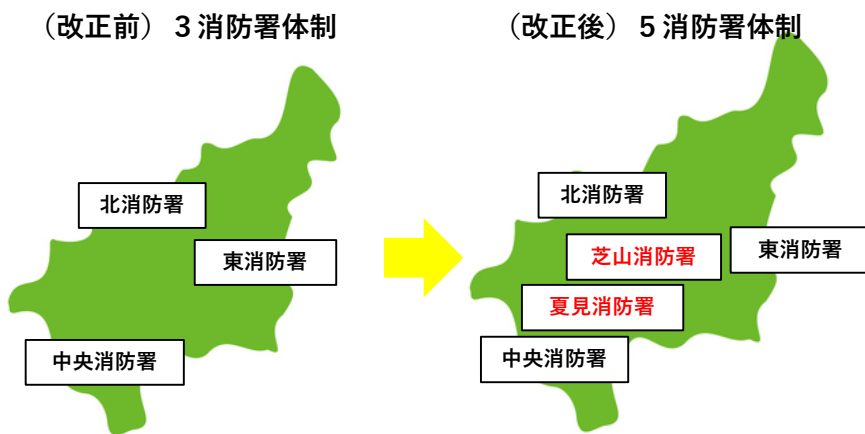 （改正前）３消防署体制
北消防署
東消防署
中央消防署
（改正後）５消防署体制
北消防署
東消防署
芝山消防署
夏見消防署
中央消防署